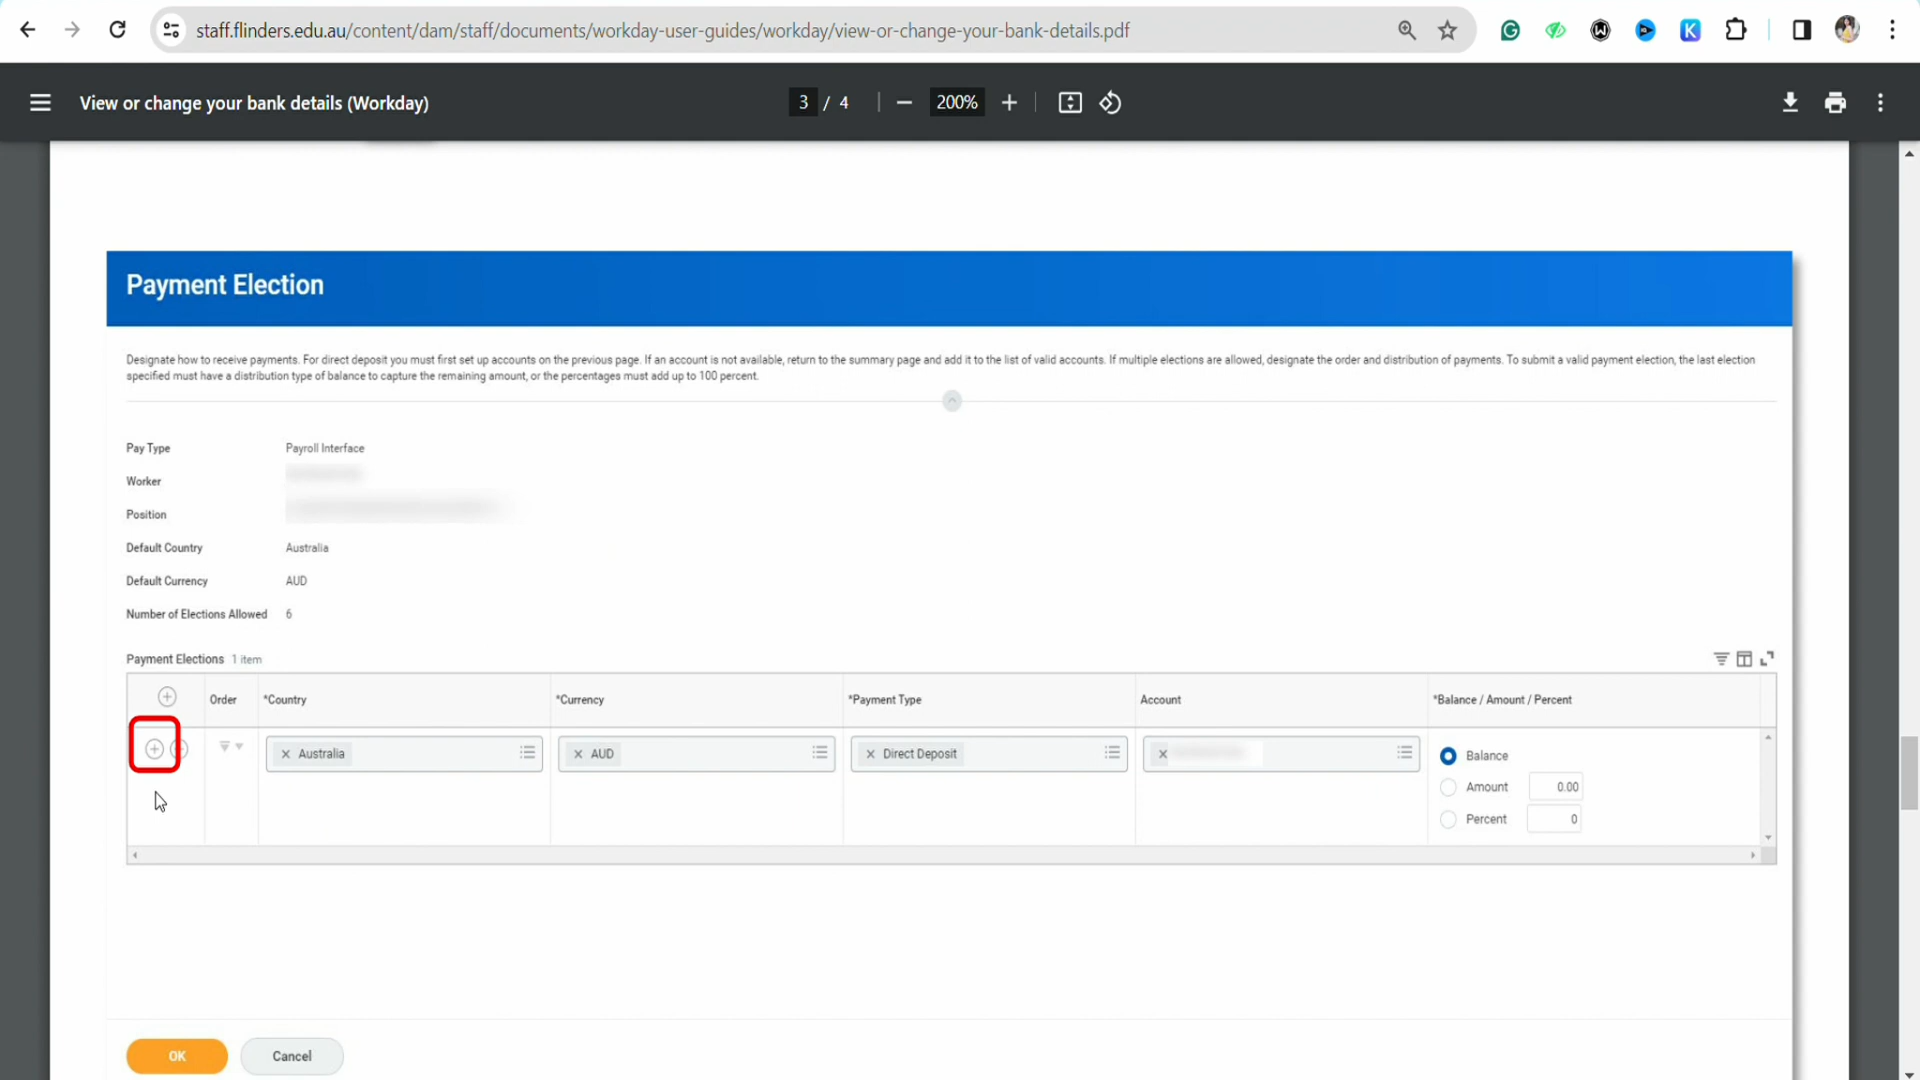 staff.flinders.edu.au/content/dam/staff/documents/workday-user-guides/workday/view-or-change-your-bank-details.pdf
View or change your bank details (Workday)
3 / 4
200%
Payment Election
Designate how to receive payments. For direct deposit you must first set up accounts on the previous page. If an account is not available, return to the summary page and add it to the list of valid accounts. If multiple elections are allowed, designate the order and distribution of payments. To submit a valid payment election, the last election
specified must have a distribution type of balance to capture the remaining amount, or the percentages must add up to 100 percent.
Pay Type Payroll Interface
Worker
Position
Default Country Australia
Default Currency AUD
Number of Elections Allowed 6
Payment Elections 1 item
Order *Country *Currency *Payment Type Account *Balance / Amount / Percent
Australia AUD Direct Deposit Balance
Amount 0.00
Percent 0
OK Cancel